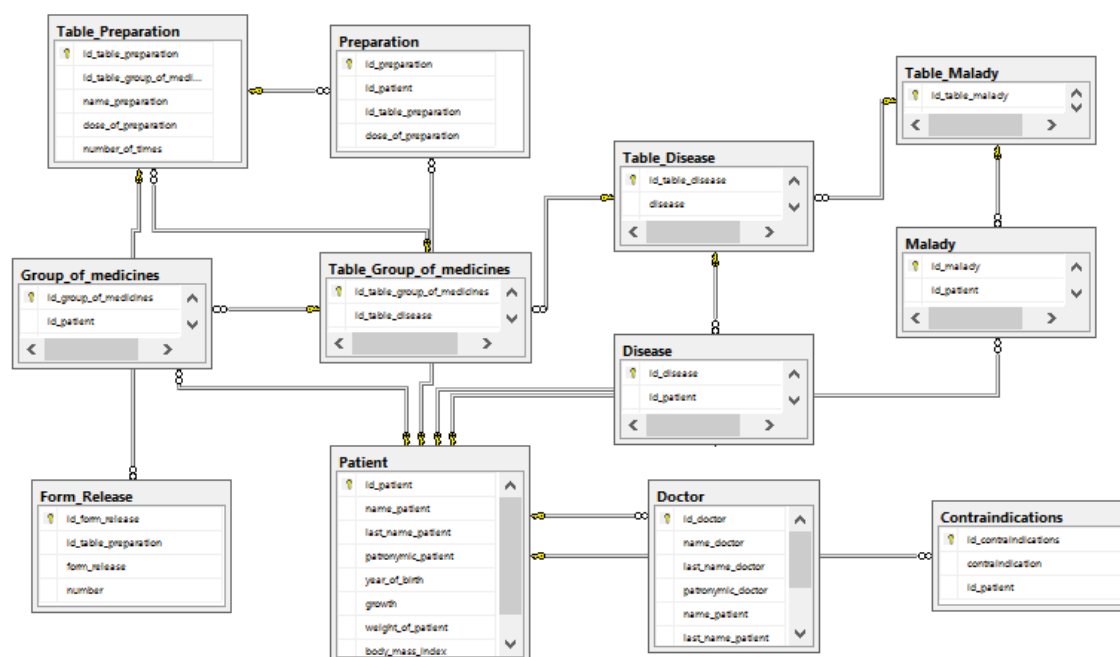 Table_Preparation
Id_table_preparation
Id_table_group_of_medi...
name_preparation
dose_of_preparation
number_of_times
Preparation
Id_preparation
Id_patient
Id_table_preparation
dose_of_preparation
Table_Malady
Id_table_malady
Table_Disease
Id_table_disease
disease
Malady
Id_malady
Id_patient
Group_of_medicines
Id_group_of_medicines
Id_patient
Table_Group_of_medicines
Id_table_group_of_medicines
Id_table_disease
Disease
Id_disease
Id_patient
Form_Release
Id_form_release
Id_table_preparation
form_release
number
Patient
Id_patient
name_patient
last_name_patient
patronymic_patient
year_of_birth
growth
weight_of_patient
body_mass_index
Doctor
Id_doctor
name_doctor
last_name_doctor
patronymic_doctor
name_patient
last_name_patient
Contraindications
Id_contraindications
contraindication
Id_patient